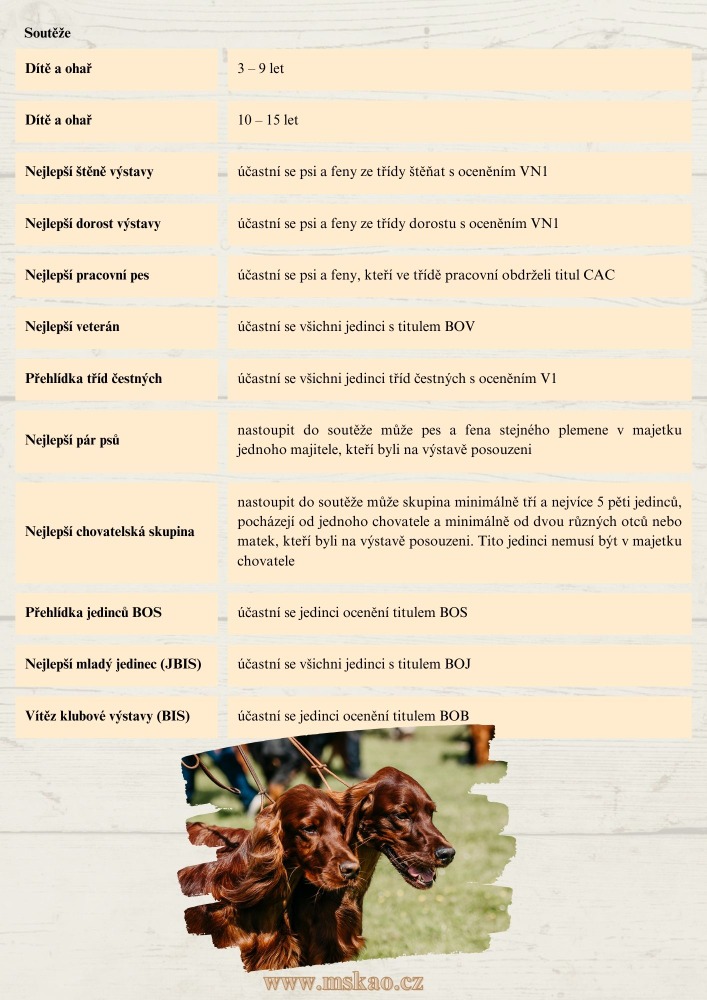 Soutěže
Dítě a ohař
3 – 9 let
Dítě a ohař
10 – 15 let
Nejlepší štěně výstavy
účastní se psi a feny ze třídy štěňat s oceněním VN1
Nejlepší dorost výstavy
účastní se psi a feny ze třídy dorostu s oceněním VN1
Nejlepší pracovní pes
účastní se psi a feny, kteří ve třídě pracovní obdrželi titul CAC
Nejlepší veterán
účastní se všichni jedinci s titulem BOV
Přehlídka tříd čestných
účastní se všichni jedinci tříd čestných s oceněním V1
Nejlepší pár psů
nastoupit do soutěže může pes a fena stejného plemene v majetku
jednoho majitele, kteří byli na výstavě posouzeni
Nejlepší chovatelská skupina
nastoupit do soutěže může skupina minimálně tří a nejvíce 5 pěti jedinců,
pocházejí od jednoho chovatele a minimálně od dvou různých otců nebo
matek, kteří byli na výstavě posouzeni. Tito jedinci nemusí být v majetku
chovatele
Přehlídka jedinců BOS
účastní se jedinci ocenění titulem BOS
Nejlepší mladý jedinec (JBIS)
účastní se všichni jedinci s titulem BOJ
Vítěz klubové výstavy (BIS)
účastní se jedinci ocenění titulem BOB
www.mskao.cz